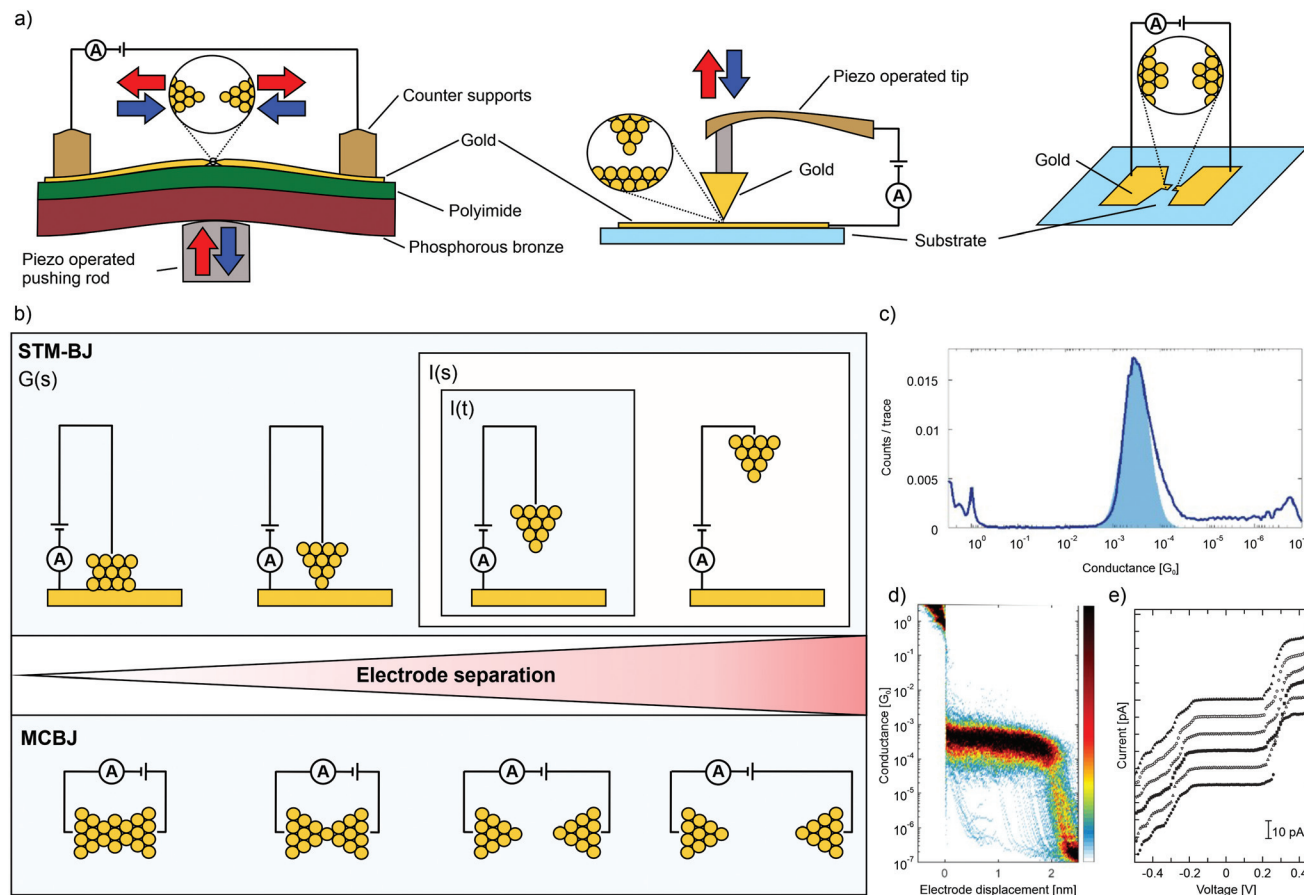 a)
A
A
Counter supports
Gold
Polyimide
Phosphorous bronze
Piezo operated
pushing rod
Piezo operated tip
Gold
A
Substrate
Gold
b)
STM-BJ
G(s)
I(s)
I(t)
A
A
A
A
Electrode separation
MCBJ
A
A
A
A
c)
Counts / trace
0.015
0.01
0.005
0
10⁰ 10⁻¹ 10⁻² 10⁻³ 10⁻⁴ 10⁻⁵ 10⁻⁶ 10⁻⁷
Conductance [G₀]
d)
Conductance [G₀]
10⁰
10⁻¹
10⁻²
10⁻³
10⁻⁴
10⁻⁵
10⁻⁶
10⁻⁷
0 1 2
Electrode displacement [nm]
e)
Current [pA]
10 pA
-0.4 -0.2 0 0.2 0.4
Voltage [V]